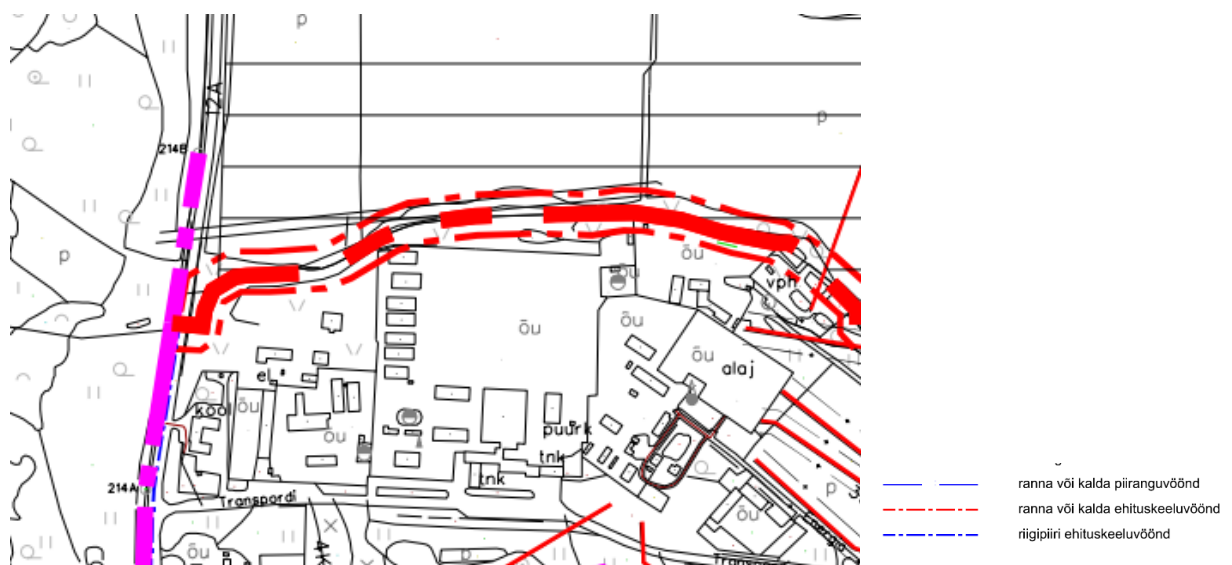 p
12A
p
214B
p
vph
õu
õu
õu
õu
õu
alaj
el
kool
õu
õu
puurk
tnk
tnk
214A
Transpordi
p
õu
õu
p
ranna või kalda piiranguvöönd
ranna või kalda ehituskeeluvöönd
riigipiiri ehituskeeluvöönd